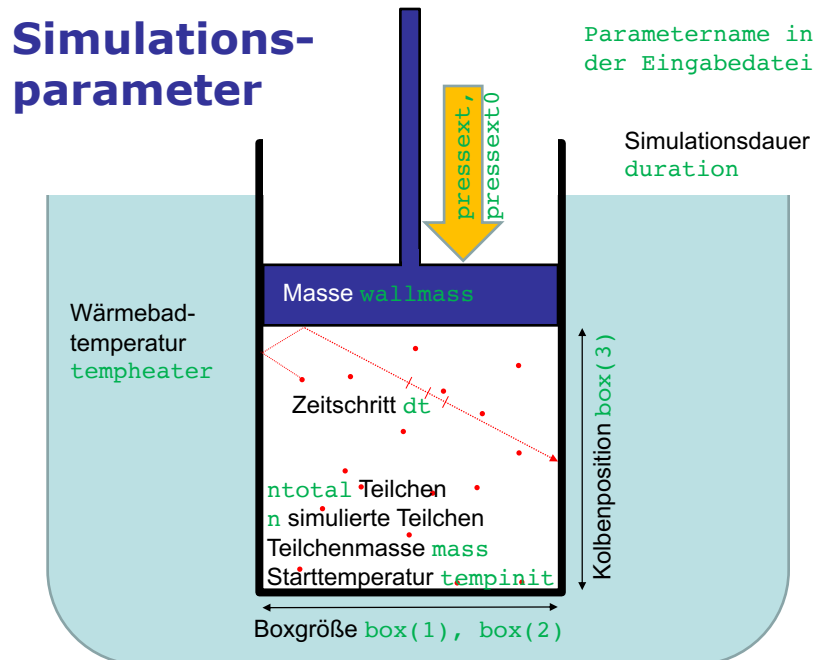 Simulations-
parameter
Parametername in
der Eingabedatei
pressext,
pressext0
Simulationsdauer
duration
Masse wallmass
Wärmebad-
temperatur
tempheater
Zeitschritt dt
Kolbenposition box(3)
ntotal Teilchen
n simulierte Teilchen
Teilchenmasse mass
Starttemperatur tempinit
Boxgröße box(1), box(2)